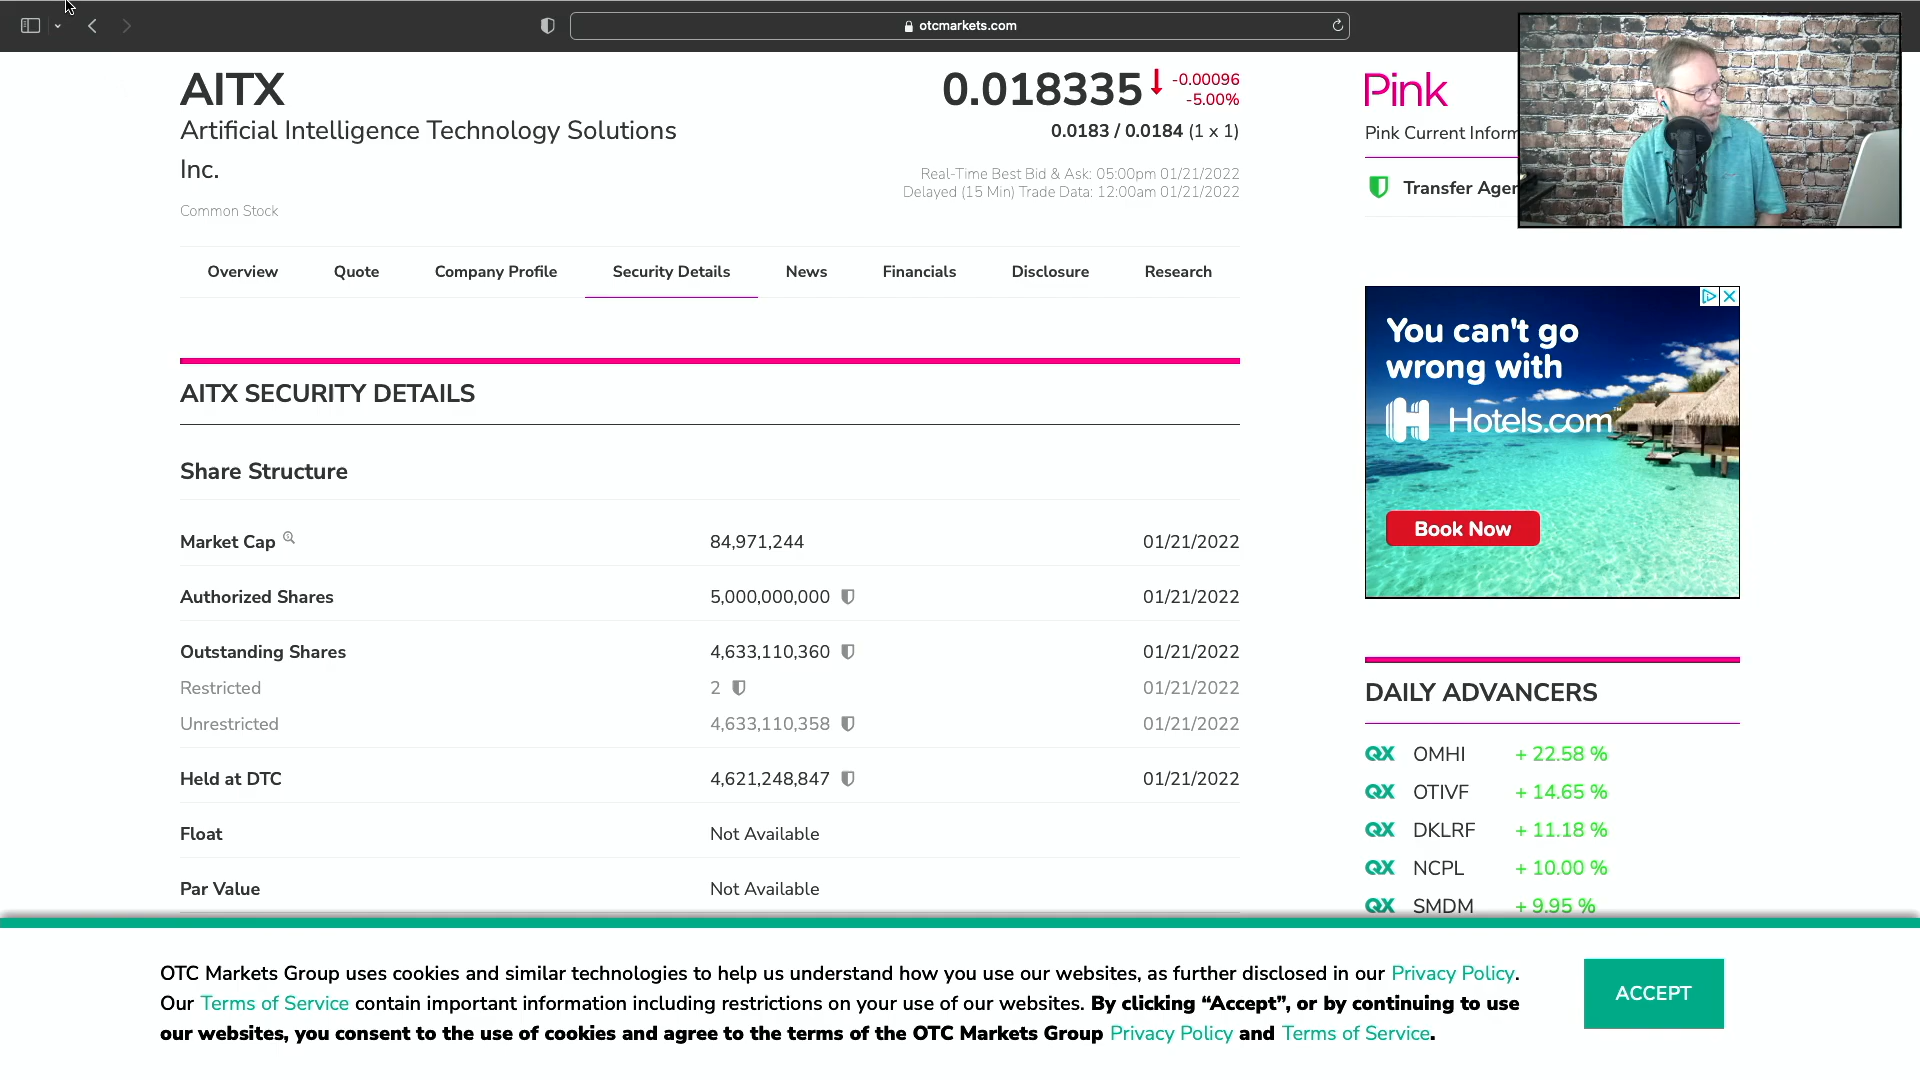 otcmarkets.com
AITX
0.018335
-0.00096
-5.00%
Artificial Intelligence Technology Solutions
Inc.
0.0183 / 0.0184 (1 x 1)
Real-Time Best Bid & Ask: 05:00pm 01/21/2022
Delayed (15 Min) Trade Data: 12:00am 01/21/2022
Common Stock
Pink
Pink Current
Transfer
Overview Quote Company Profile Security Details News Financials Disclosure Research
AITX SECURITY DETAILS
Share Structure
Market Cap 84,971,244 01/21/2022
Authorized Shares 5,000,000,000 01/21/2022
Outstanding Shares 4,633,110,360 01/21/2022
Restricted 2 01/21/2022
Unrestricted 4,633,110,358 01/21/2022
Held at DTC 4,621,248,847 01/21/2022
Float Not Available
Par Value Not Available
You can't go
wrong with
Hotels.com™
Book Now
DAILY ADVANCERS
QX OMHI + 22.58 %
QX OTIVF + 14.65 %
QX DKLRF + 11.18 %
QX NCPL + 10.00 %
QX SMDM + 9.95 %
OTC Markets Group uses cookies and similar technologies to help us understand how you use our websites, as further disclosed in our Privacy Policy.
Our Terms of Service contain important information including restrictions on your use of our websites. By clicking “Accept”, or by continuing to use
our websites, you consent to the use of cookies and agree to the terms of the OTC Markets Group Privacy Policy and Terms of Service.
ACCEPT